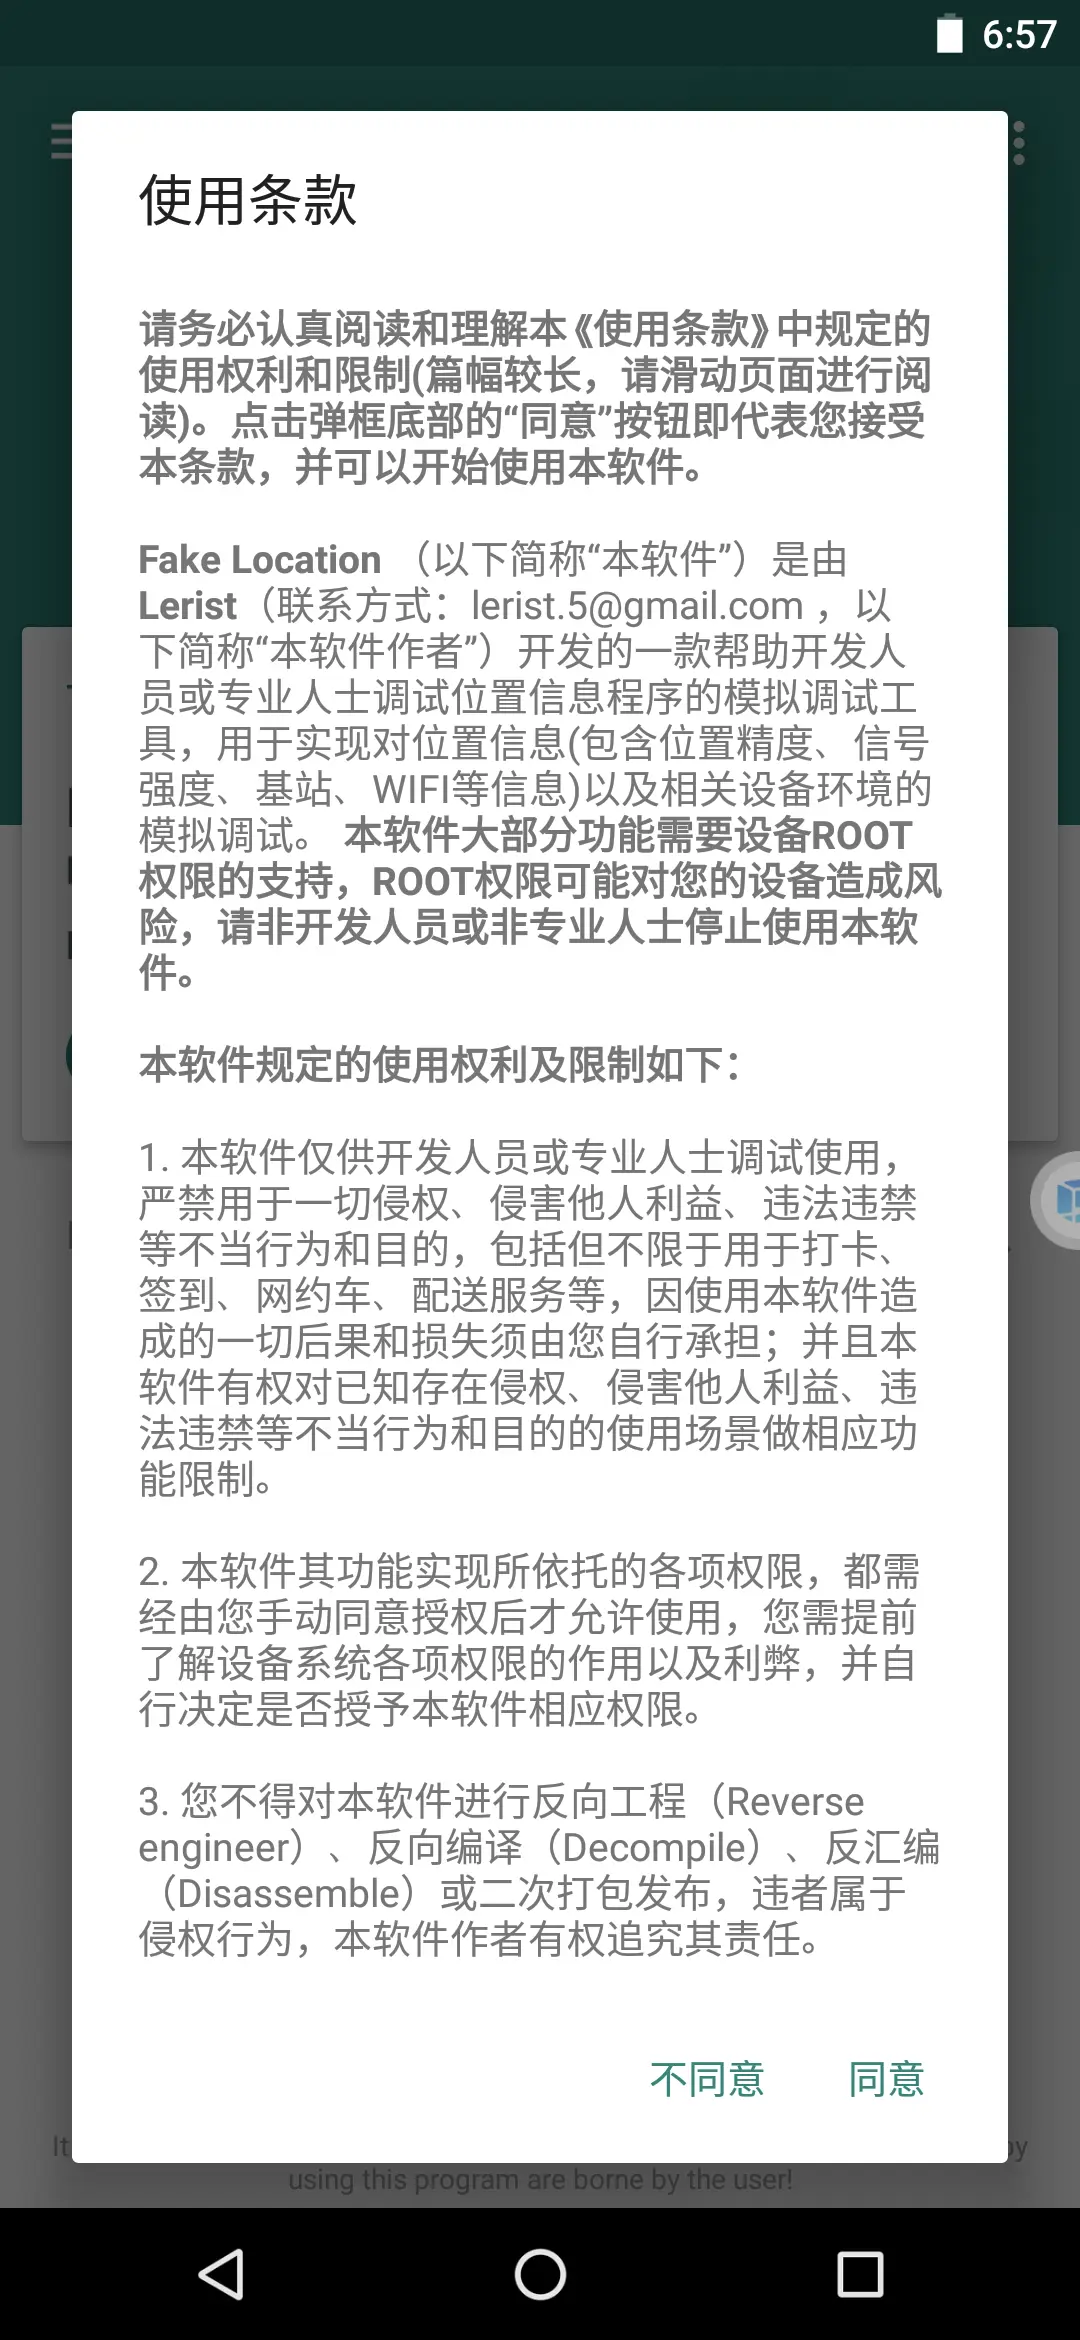 6:57
使用条款
请务必认真阅读和理解本《使用条款》中规定的
使用权利和限制(篇幅较长，请滑动页面进行阅
读)。点击弹框底部的“同意”按钮即代表您接受
本条款，并可以开始使用本软件。
Fake Location （以下简称“本软件”）是由
Lerist（联系方式：lerist.5@gmail.com ，以
下简称“本软件作者”）开发的一款帮助开发人
员或专业人士调试位置信息程序的模拟调试工
具，用于实现对位置信息(包含位置精度、信号
强度、基站、WIFI等信息)以及相关设备环境的
模拟调试。 本软件大部分功能需要设备ROOT
权限的支持，ROOT权限可能对您的设备造成风
险，请非开发人员或非专业人士停止使用本软
件。
本软件规定的使用权利及限制如下：
1. 本软件仅供开发人员或专业人士调试使用，
严禁用于一切侵权、侵害他人利益、违法违禁
等不当行为和目的，包括但不限于用于打卡、
签到、网约车、配送服务等，因使用本软件造
成的一切后果和损失须由您自行承担；并且本
软件有权对已知存在侵权、侵害他人利益、违
法违禁等不当行为和目的的使用场景做相应功
能限制。
2. 本软件其功能实现所依托的各项权限，都需
经由您手动同意授权后才允许使用，您需提前
了解设备系统各项权限的作用以及利弊，并自
行决定是否授予本软件相应权限。
3. 您不得对本软件进行反向工程（Reverse
engineer）、反向编译（Decompile）、反汇编
（Disassemble）或二次打包发布，违者属于
侵权行为，本软件作者有权追究其责任。
不同意 同意
It
using this program are borne by the user!